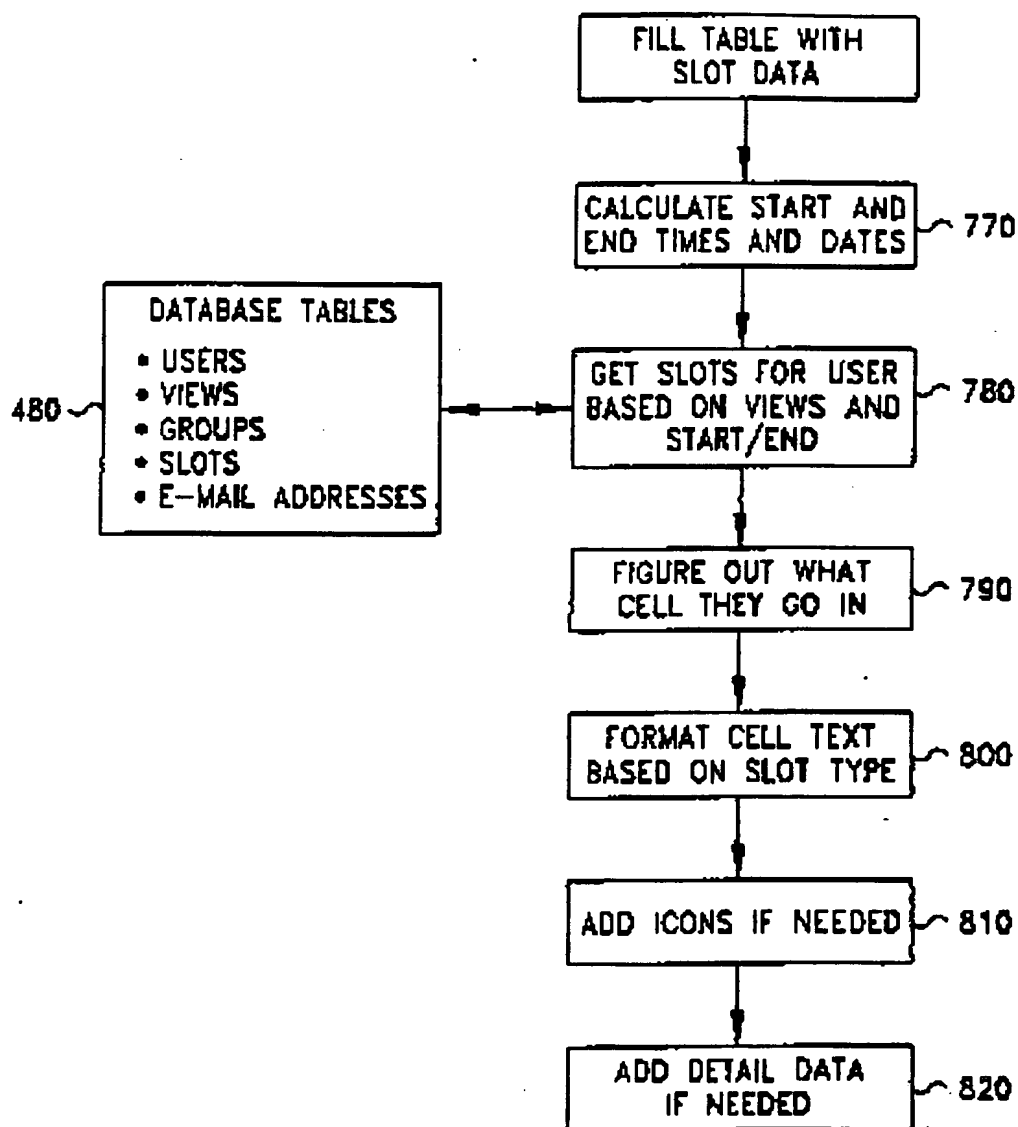 FILL TABLE WITH
SLOT DATA
CALCULATE START AND
END TIMES AND DATES
770
DATABASE TABLES
• USERS
• VIEWS
• GROUPS
• SLOTS
• E-MAIL ADDRESSES
480
GET SLOTS FOR USER
BASED ON VIEWS AND
START/END
780
FIGURE OUT WHAT
CELL THEY GO IN
790
FORMAT CELL TEXT
BASED ON SLOT TYPE
800
ADD ICONS IF NEEDED
810
ADD DETAIL DATA
IF NEEDED
820